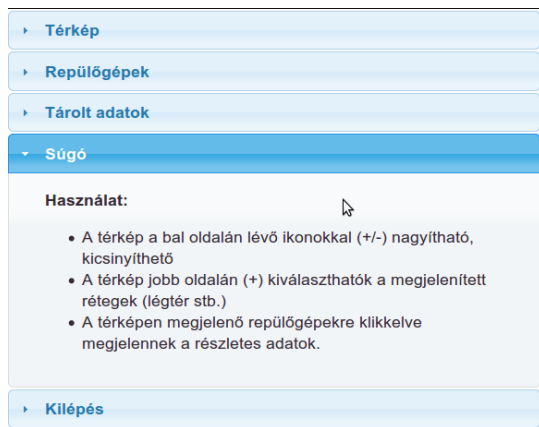 Térkép
Repülőgépek
Tárolt adatok
Súgó
Használat:
• A térkép a bal oldalán lévő ikonokkal (+/-) nagyítható,
kicsinyíthető
• A térkép jobb oldalán (+) kiválaszthatók a megjelenített
rétegek (légtér stb.)
• A térképen megjelenő repülőgépekre klikkelve
megjelennek a részletes adatok.
Kilépés